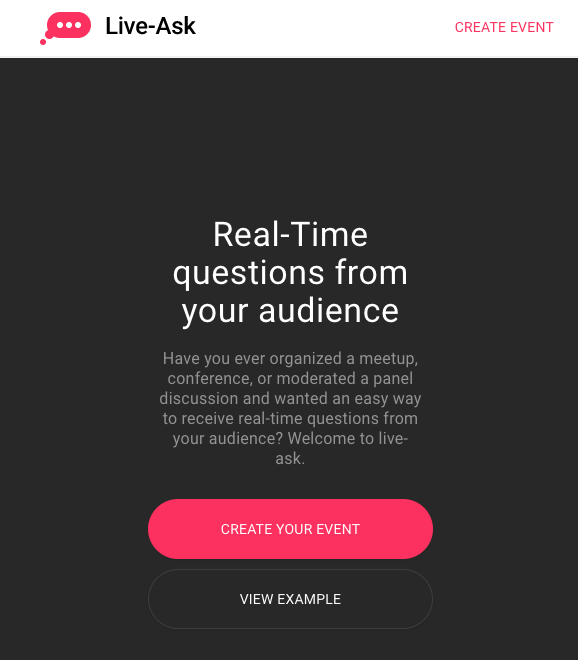 Live-Ask
CREATE EVENT
Real-Time
questions from
your audience
Have you ever organized a meetup,
conference, or moderated a panel
discussion and wanted an easy way
to receive real-time questions from
your audience? Welcome to live-
ask.
CREATE YOUR EVENT
VIEW EXAMPLE